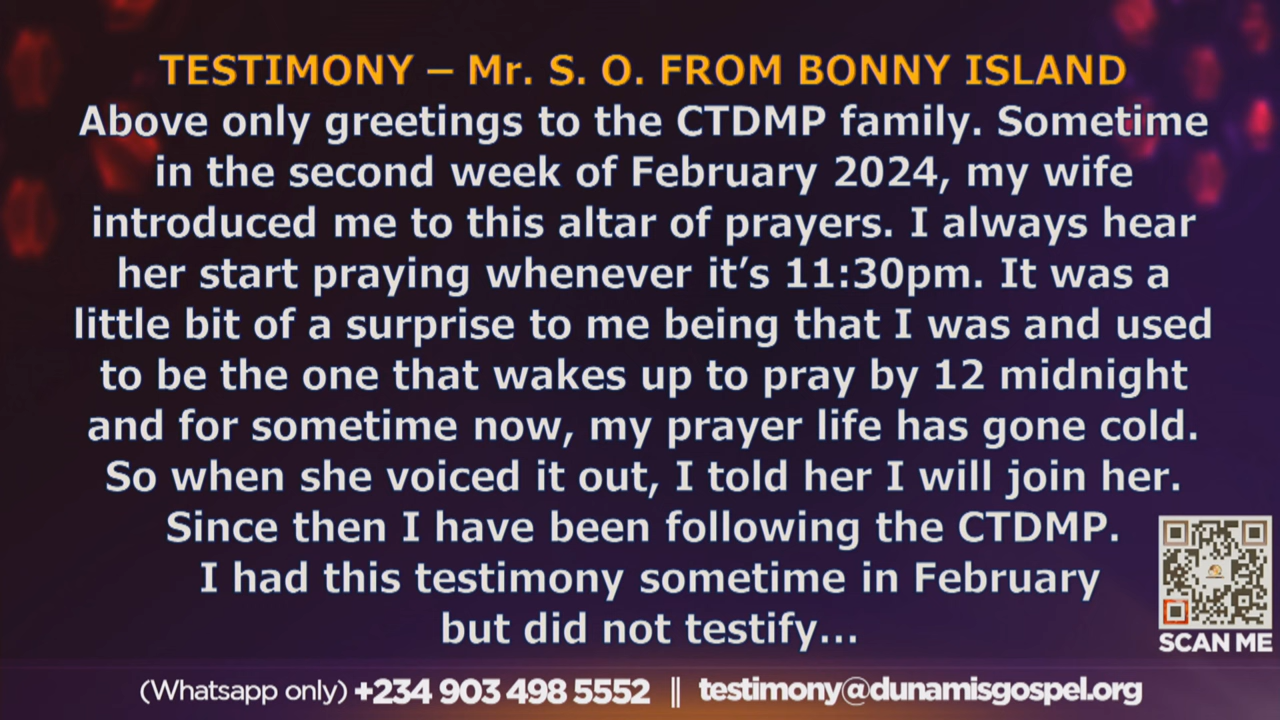 TESTIMONY – Mr. S. O. FROM BONNY ISLAND
Above only greetings to the CTDMP family. Sometime
in the second week of February 2024, my wife
introduced me to this altar of prayers. I always hear
her start praying whenever it’s 11:30pm. It was a
little bit of a surprise to me being that I was and used
to be the one that wakes up to pray by 12 midnight
and for sometime now, my prayer life has gone cold.
So when she voiced it out, I told her I will join her.
Since then I have been following the CTDMP.
I had this testimony sometime in February
but did not testify...
SCAN ME
(Whatsapp only) +234 903 498 5552 || testimony@dunamisgospel.org